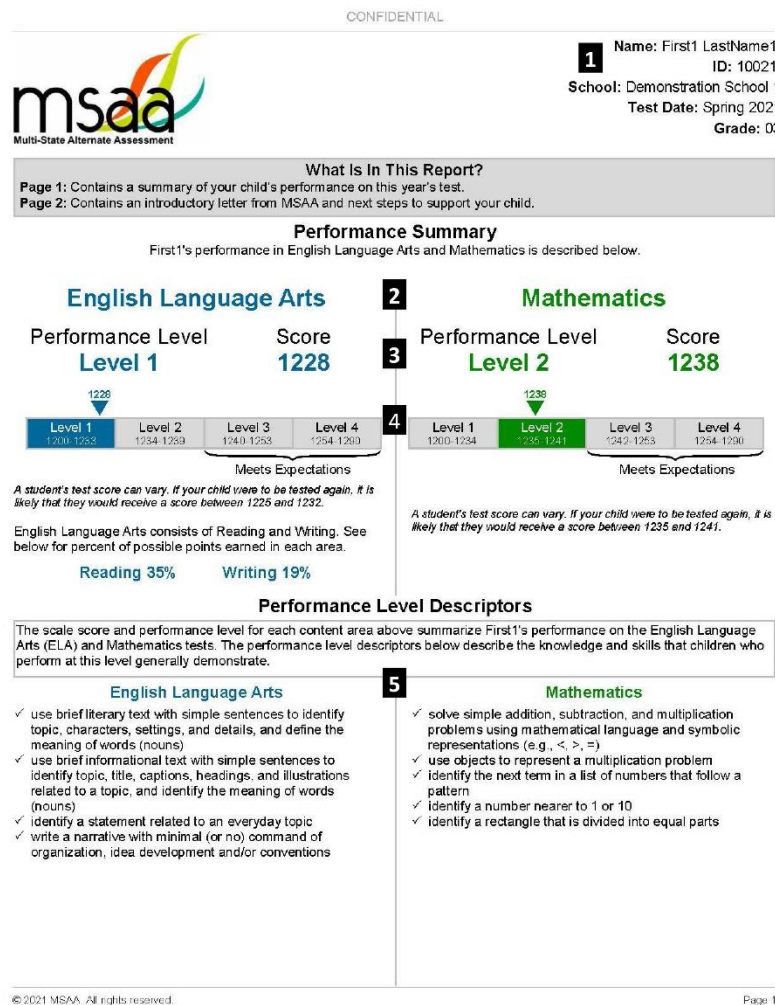 CONFIDENTIAL
msaa
Multi-State Alternate Assessment
1
Name: First1 LastName1
ID: 10021
School: Demonstration School
Test Date: Spring 202
Grade: 03
What Is In This Report?
Page 1: Contains a summary of your child's performance on this year's test.
Page 2: Contains an introductory letter from MSAA and next steps to support your child.
Performance Summary
First1's performance in English Language Arts and Mathematics is described below.
English Language Arts
2
Mathematics
Performance Level Score
Level 1 1228
3
Performance Level Score
Level 2 1238
1228
Level 1 Level 2 Level 3 Level 4
1200-1233 1234-1239 1240-1253 1254-1290
Meets Expectations
4
1238
Level 1 Level 2 Level 3 Level 4
1200-1234 1235-1241 1242-1253 1254-1290
Meets Expectations
A student's test score can vary. If your child were to be tested again, it is
likely that they would receive a score between 1225 and 1232.
A student's test score can vary. If your child were to be tested again, it is
likely that they would receive a score between 1235 and 1241.
English Language Arts consists of Reading and Writing. See
below for percent of possible points earned in each area.
Reading 35% Writing 19%
Performance Level Descriptors
The scale score and performance level for each content area above summarize First1's performance on the English Language
Arts (ELA) and Mathematics tests. The performance level descriptors below describe the knowledge and skills that children who
perform at this level generally demonstrate.
5
English Language Arts
✓ use brief literary text with simple sentences to identify
topic, characters, settings, and details, and define the
meaning of words (nouns)
✓ use brief informational text with simple sentences to
identify topic, title, captions, headings, and illustrations
related to a topic, and identify the meaning of words
(nouns)
✓ identify a statement related to an everyday topic
✓ write a narrative with minimal (or no) command of
organization, idea development and/or conventions
Mathematics
✓ solve simple addition, subtraction, and multiplication
problems using mathematical language and symbolic
representations (e.g., <, >, =)
✓ use objects to represent a multiplication problem
✓ identify the next term in a list of numbers that follow a
pattern
✓ identify a number nearer to 1 or 10
✓ identify a rectangle that is divided into equal parts
© 2021 MSAA. All rights reserved.
Page 1